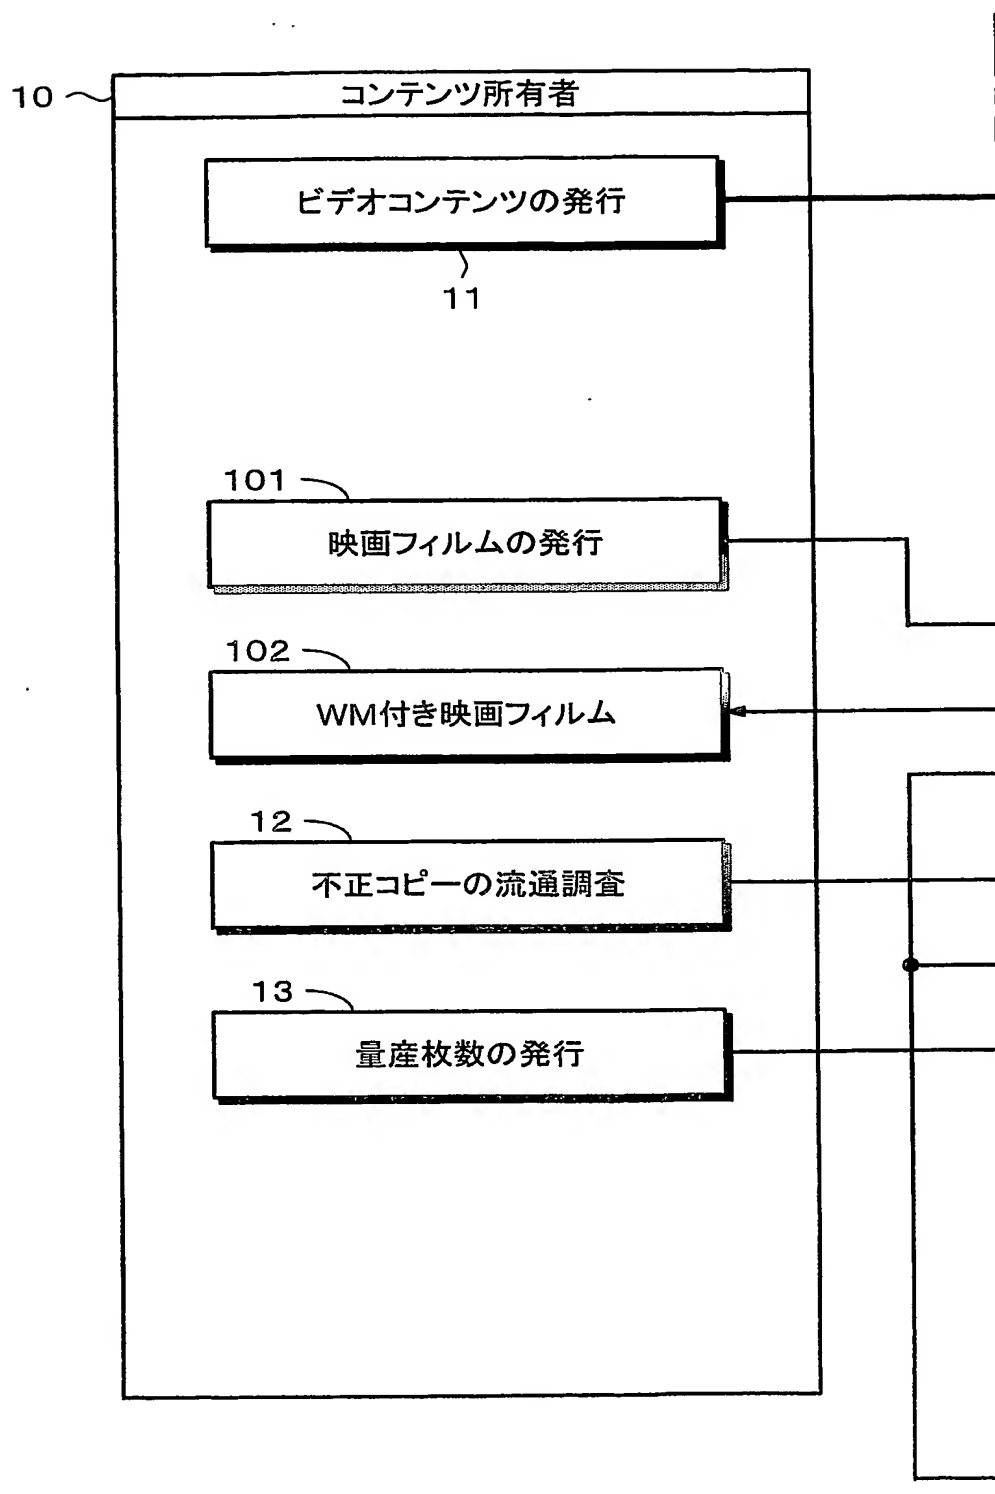 10
コンテンツ所有者
ビデオコンテンツの発行
11
101
映画フィルムの発行
102
WM付き映画フィルム
12
不正コピーの流通調査
13
量産枚数の発行